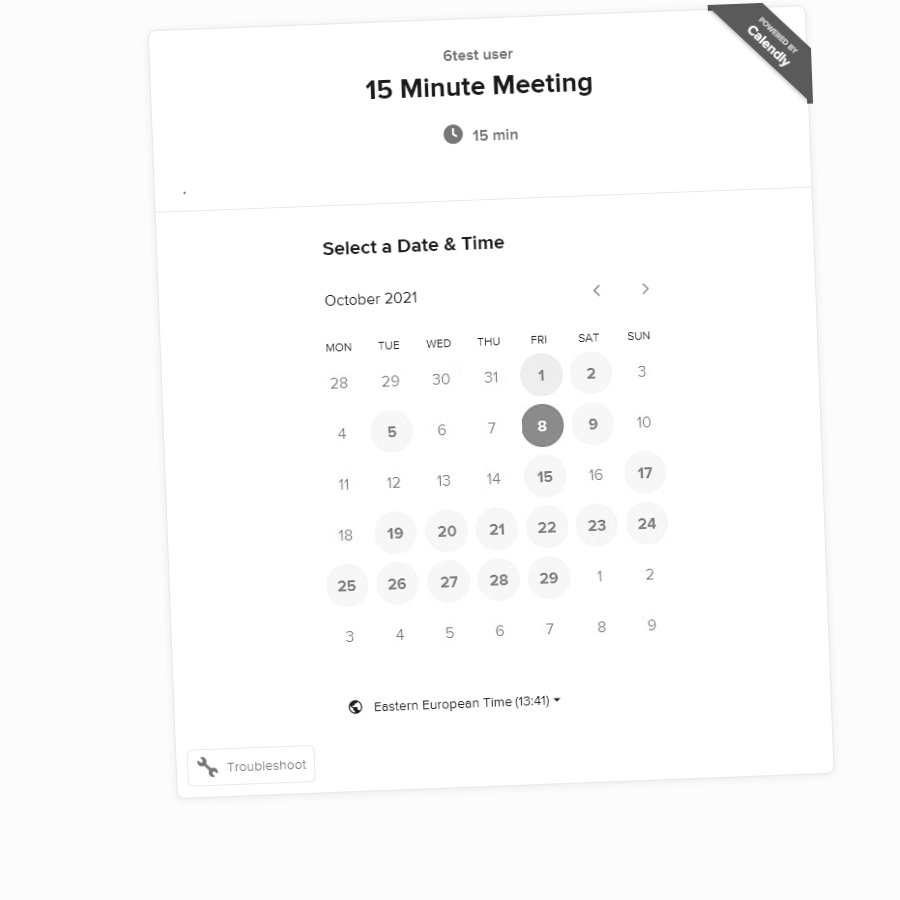 POWERED BY
Calendly
6test user
15 Minute Meeting
15 min
.
Select a Date & Time
October 2021
MON TUE WED THU FRI SAT SUN
28 29 30 31 1 2 3
4 5 6 7 8 9 10
11 12 13 14 15 16 17
18 19 20 21 22 23 24
25 26 27 28 29 1 2
3 4 5 6 7 8 9
Eastern European Time (13:41)
Troubleshoot